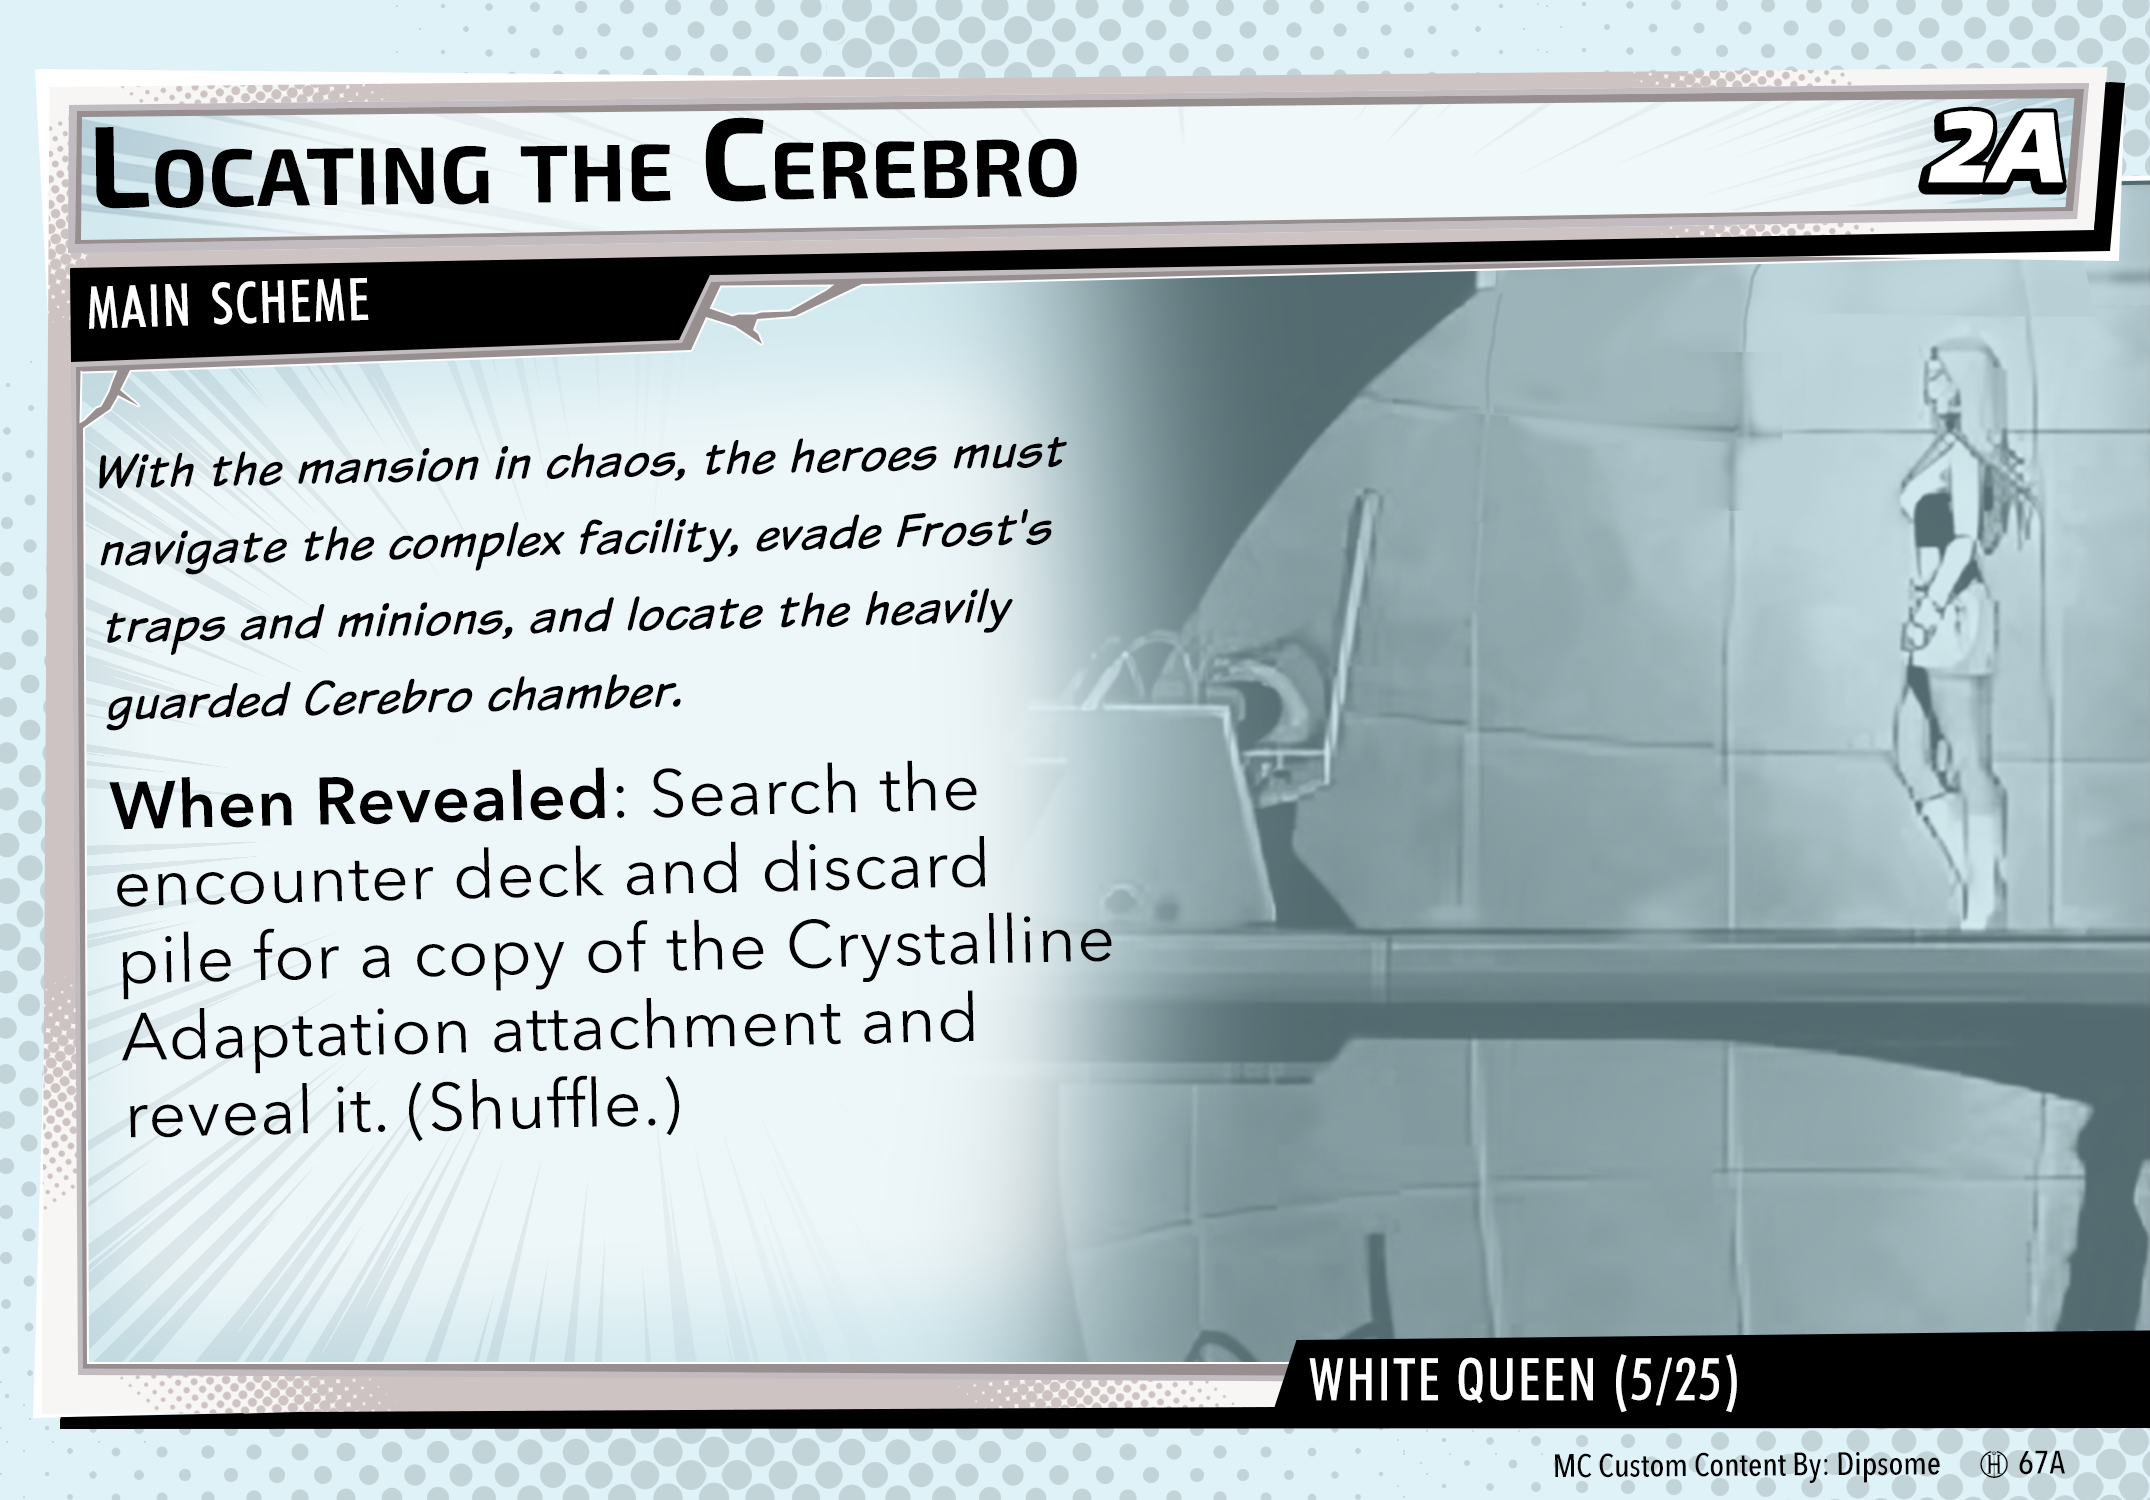 LOCATING THE CEREBRO
2A
MAIN SCHEME
With the mansion in chaos, the heroes must
navigate the complex facility, evade Frost's
traps and minions, and locate the heavily
guarded Cerebro chamber.
When Revealed: Search the
encounter deck and discard
pile for a copy of the Crystalline
Adaptation attachment and
reveal it. (Shuffle.)
WHITE QUEEN (5/25)
MC Custom Content By: Dipsome H 67A